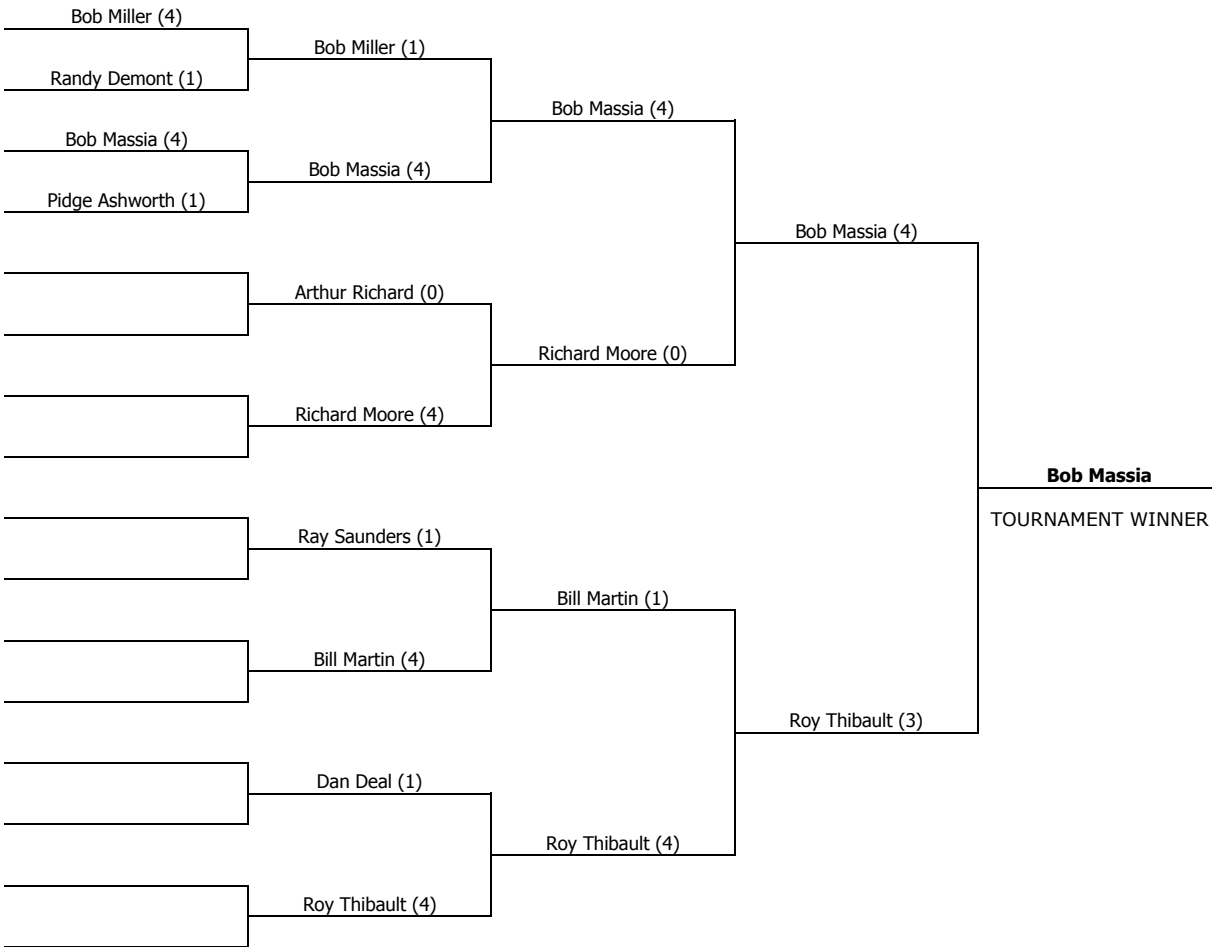 Bob Miller (4)
Randy Demont (1)
Bob Massia (4)
Pidge Ashworth (1)
Bob Miller (1)
Bob Massia (4)
Arthur Richard (0)
Richard Moore (4)
Ray Saunders (1)
Bill Martin (4)
Dan Deal (1)
Roy Thibault (4)
Bob Massia (4)
Richard Moore (0)
Bill Martin (1)
Roy Thibault (4)
Bob Massia (4)
Roy Thibault (3)
Bob Massia
TOURNAMENT WINNER